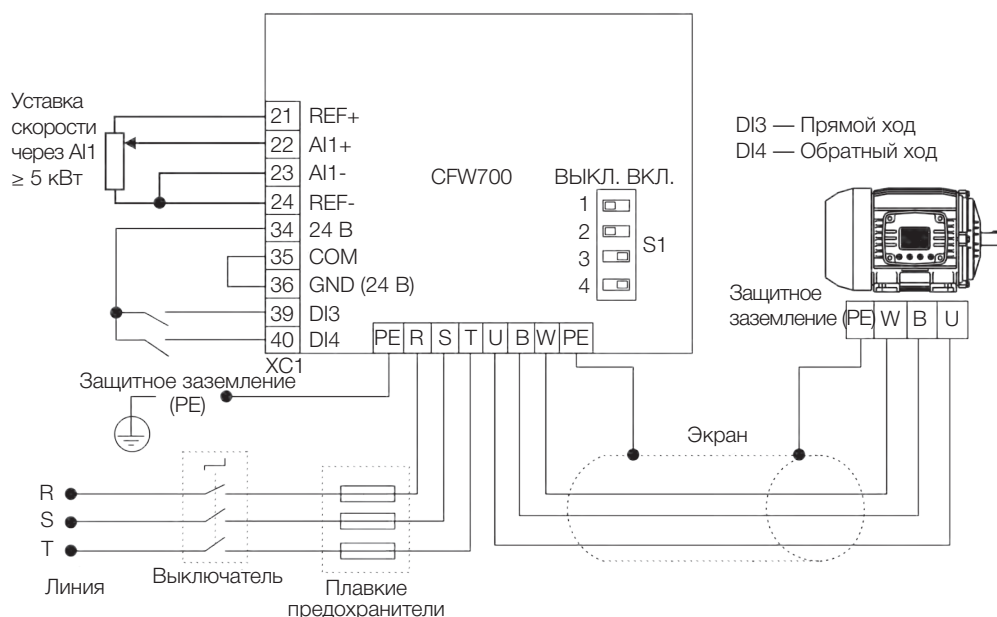 Уставка
скорости
через AI1
≥ 5 кВт
21 REF+
22 AI1+
23 AI1-
24 REF-
34 24 В
35 COM
36 GND (24 В)
39 DI3
40 DI4
XC1
CFW700
ВЫКЛ. ВКЛ.
1
2
3
4
S1
DI3 — Прямой ход
DI4 — Обратный ход
PE R S T U В W PE
Защитное
заземление (PE) W В U
Защитное заземление
(PE)
Экран
R
S
T
Линия
Выключатель
Плавкие
предохранители